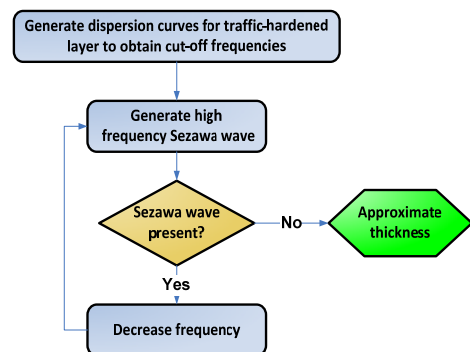 Generate dispersion curves for traffic-hardened
layer to obtain cut-off frequencies
Generate high
frequency Sezawa wave
Sezawa wave
present?
No
Approximate
thickness
Yes
Decrease frequency